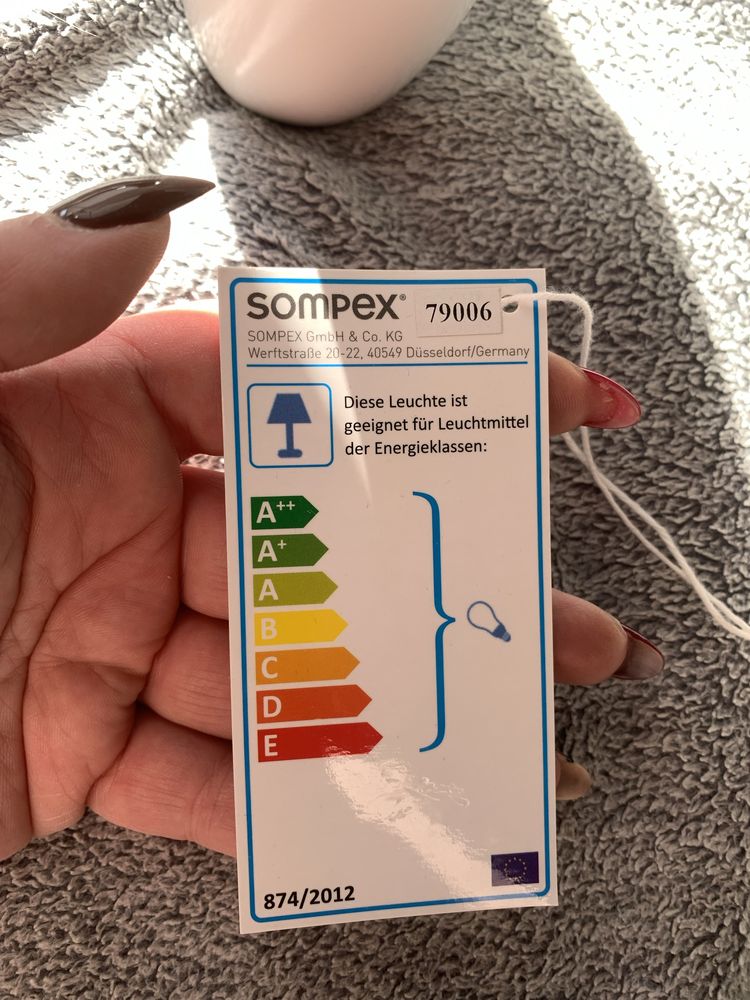 SOMPEX®
79006
SOMPEX GmbH & Co. KG
Werftstraße 20-22, 40549 Düsseldorf/Germany
Diese Leuchte ist
geeignet für Leuchtmittel
der Energieklassen:
A++
A+
A
B
C
D
E
874/2012